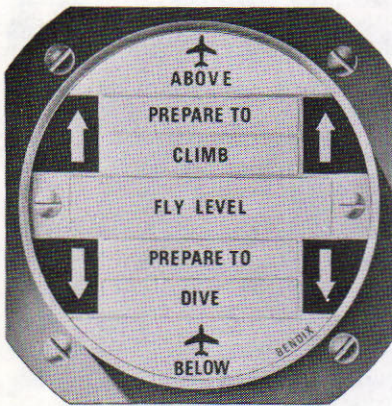 ABOVE
PREPARE TO
CLIMB
FLY LEVEL
PREPARE TO
DIVE
BELOW
BENDIX